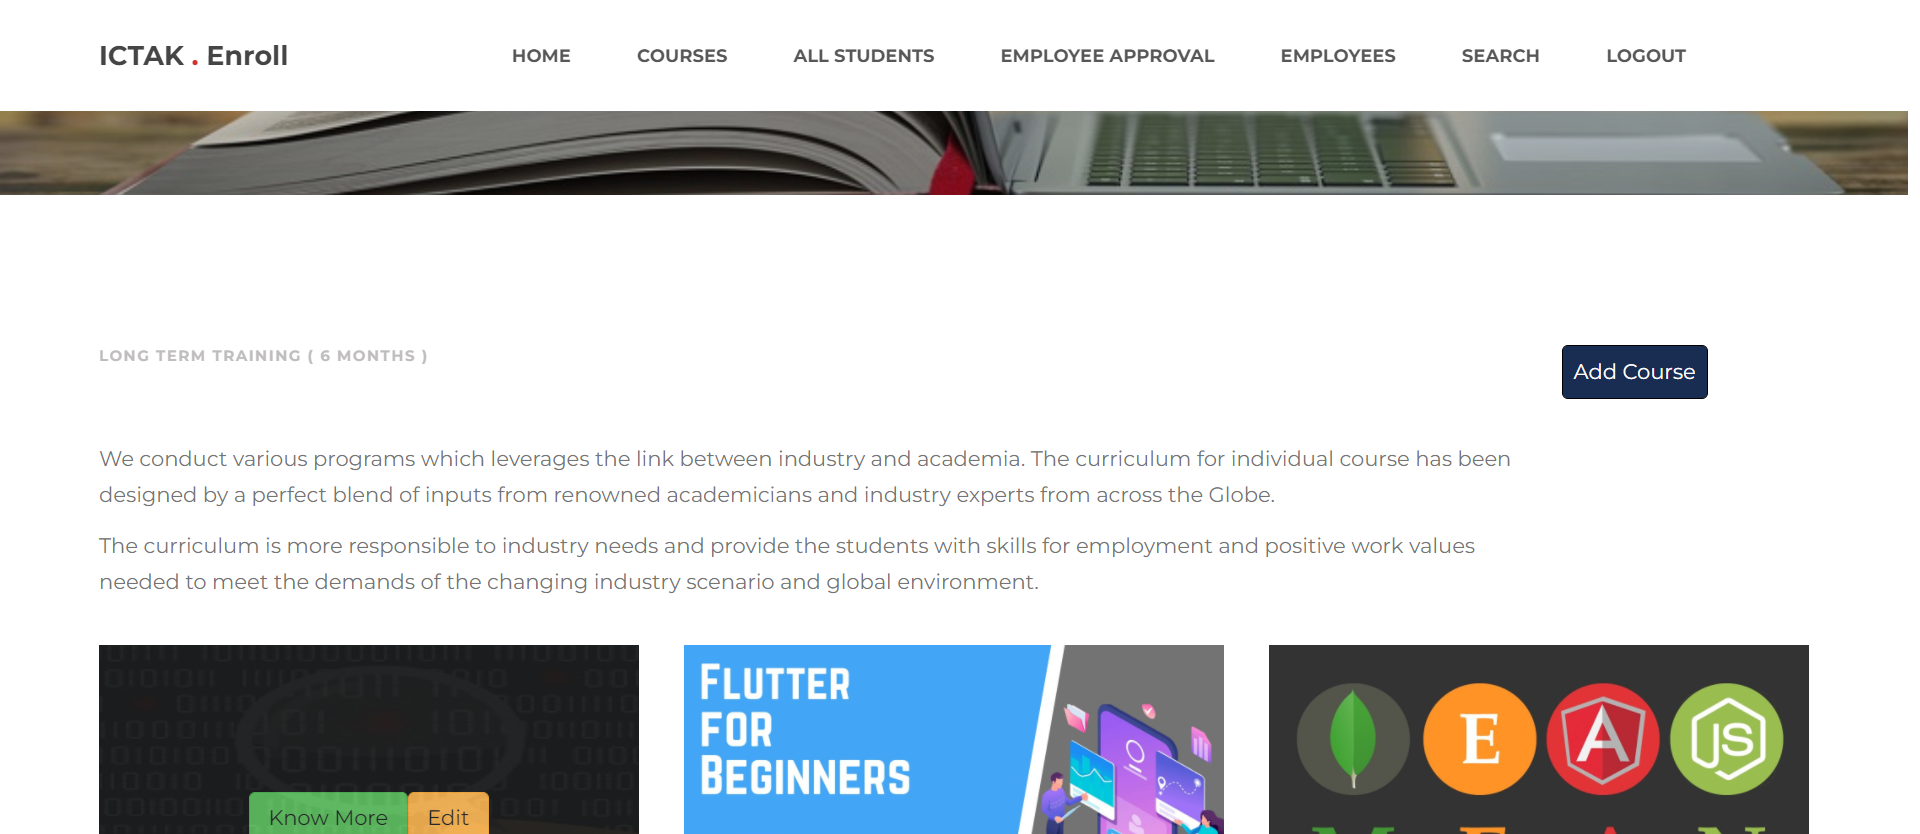 ICTAK . Enroll
HOME
COURSES
ALL STUDENTS
EMPLOYEE APPROVAL
EMPLOYEES
SEARCH
LOGOUT
LONG TERM TRAINING ( 6 MONTHS )
Add Course
We conduct various programs which leverages the link between industry and academia. The curriculum for individual course has been
designed by a perfect blend of inputs from renowned academicians and industry experts from across the Globe.
The curriculum is more responsible to industry needs and provide the students with skills for employment and positive work values
needed to meet the demands of the changing industry scenario and global environment.
Know More
Edit
FLUTTER
FOR
BEGINNERS
E
A
JS